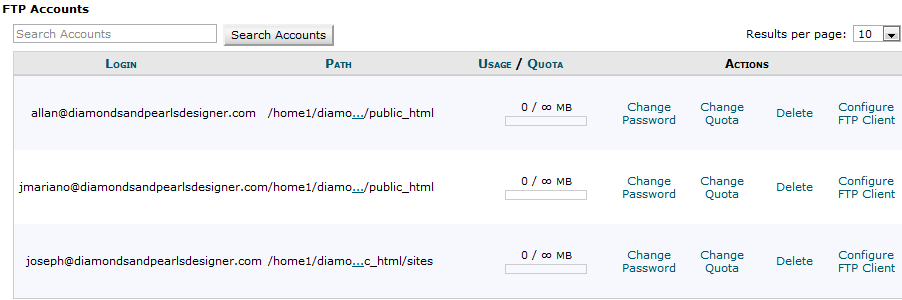 FTP Accounts
Search Accounts Search Accounts Results per page: 10
Login Path Usage / Quota Actions
allan@diamondsandpearlsdesigner.com /home1/diamo.../public_html 0 / ∞ MB Change Password Change Quota Delete Configure FTP Client
jmariano@diamondsandpearlsdesigner.com /home1/diamo.../public_html 0 / ∞ MB Change Password Change Quota Delete Configure FTP Client
joseph@diamondsandpearlsdesigner.com /home1/diamo...c_html/sites 0 / ∞ MB Change Password Change Quota Delete Configure FTP Client